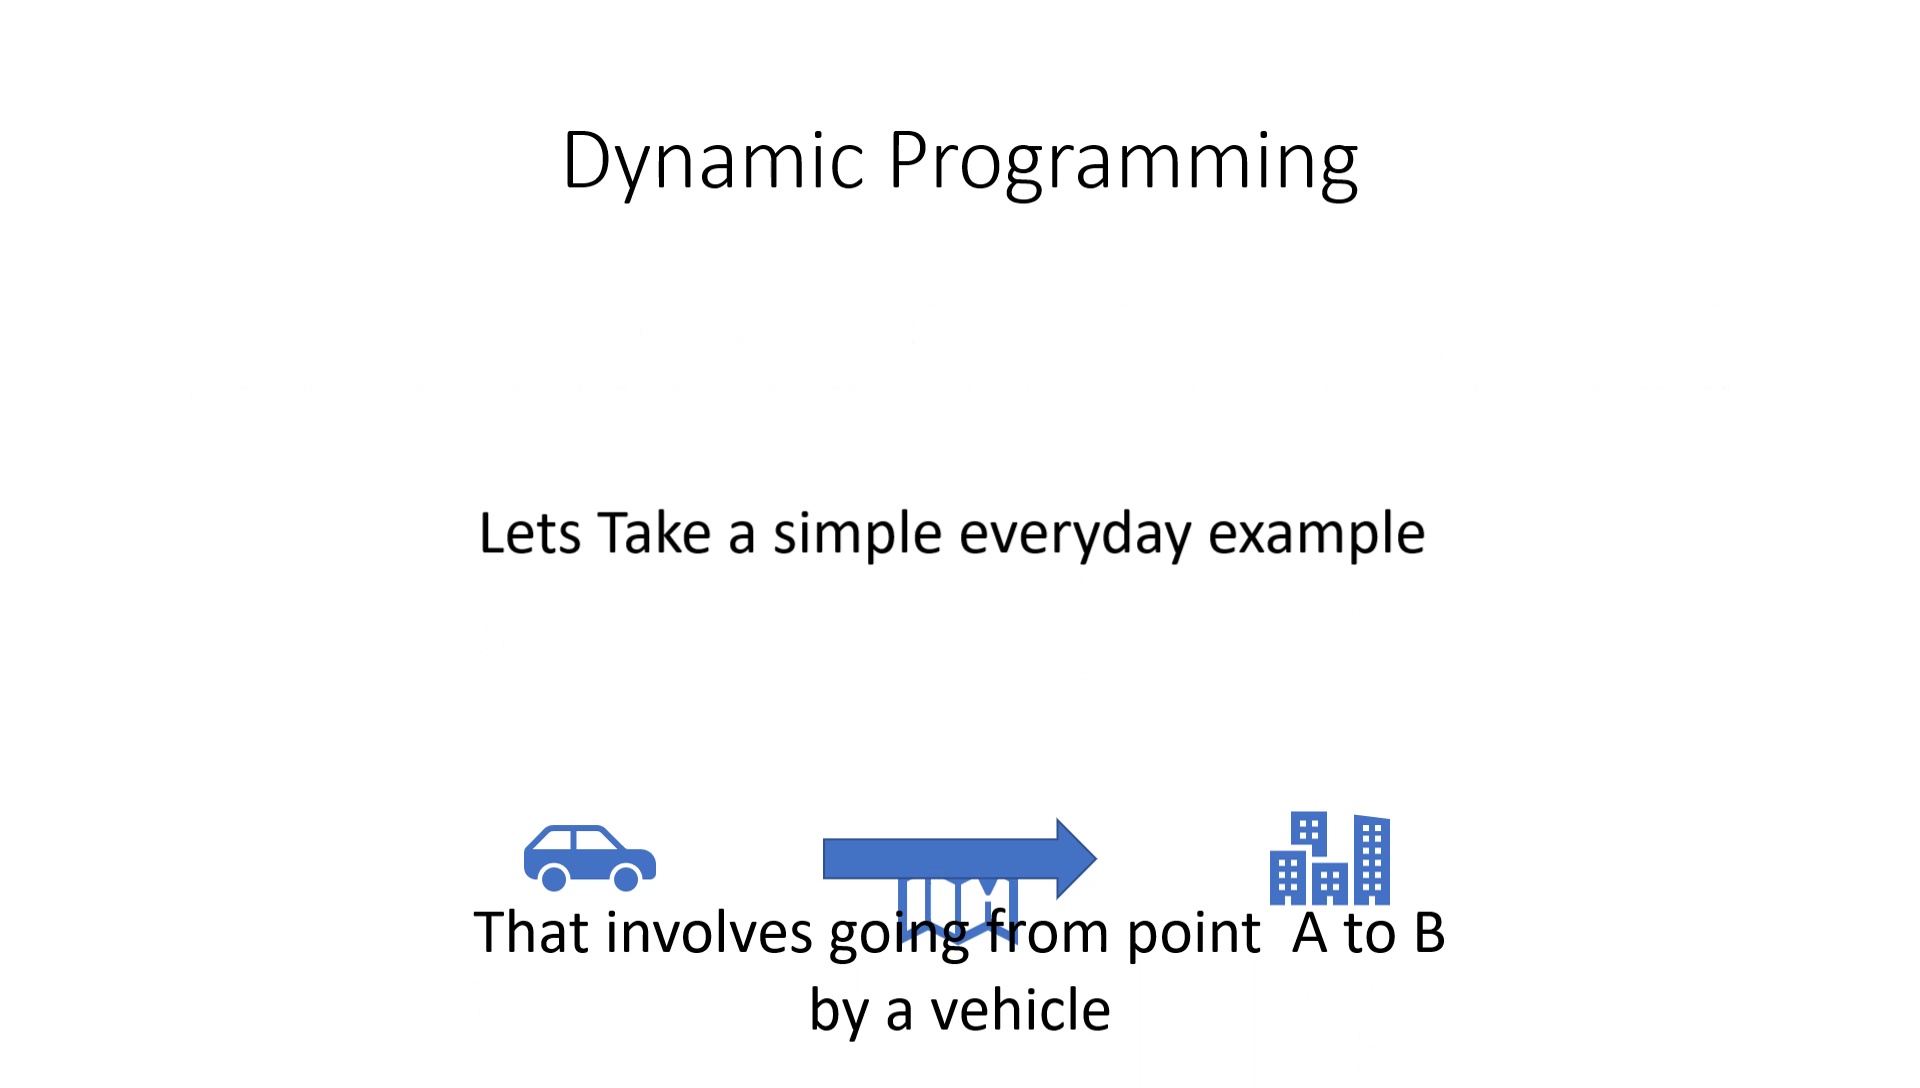 Dynamic Programming
Lets Take a simple everyday example
That involves going from point  A to B
by a vehicle